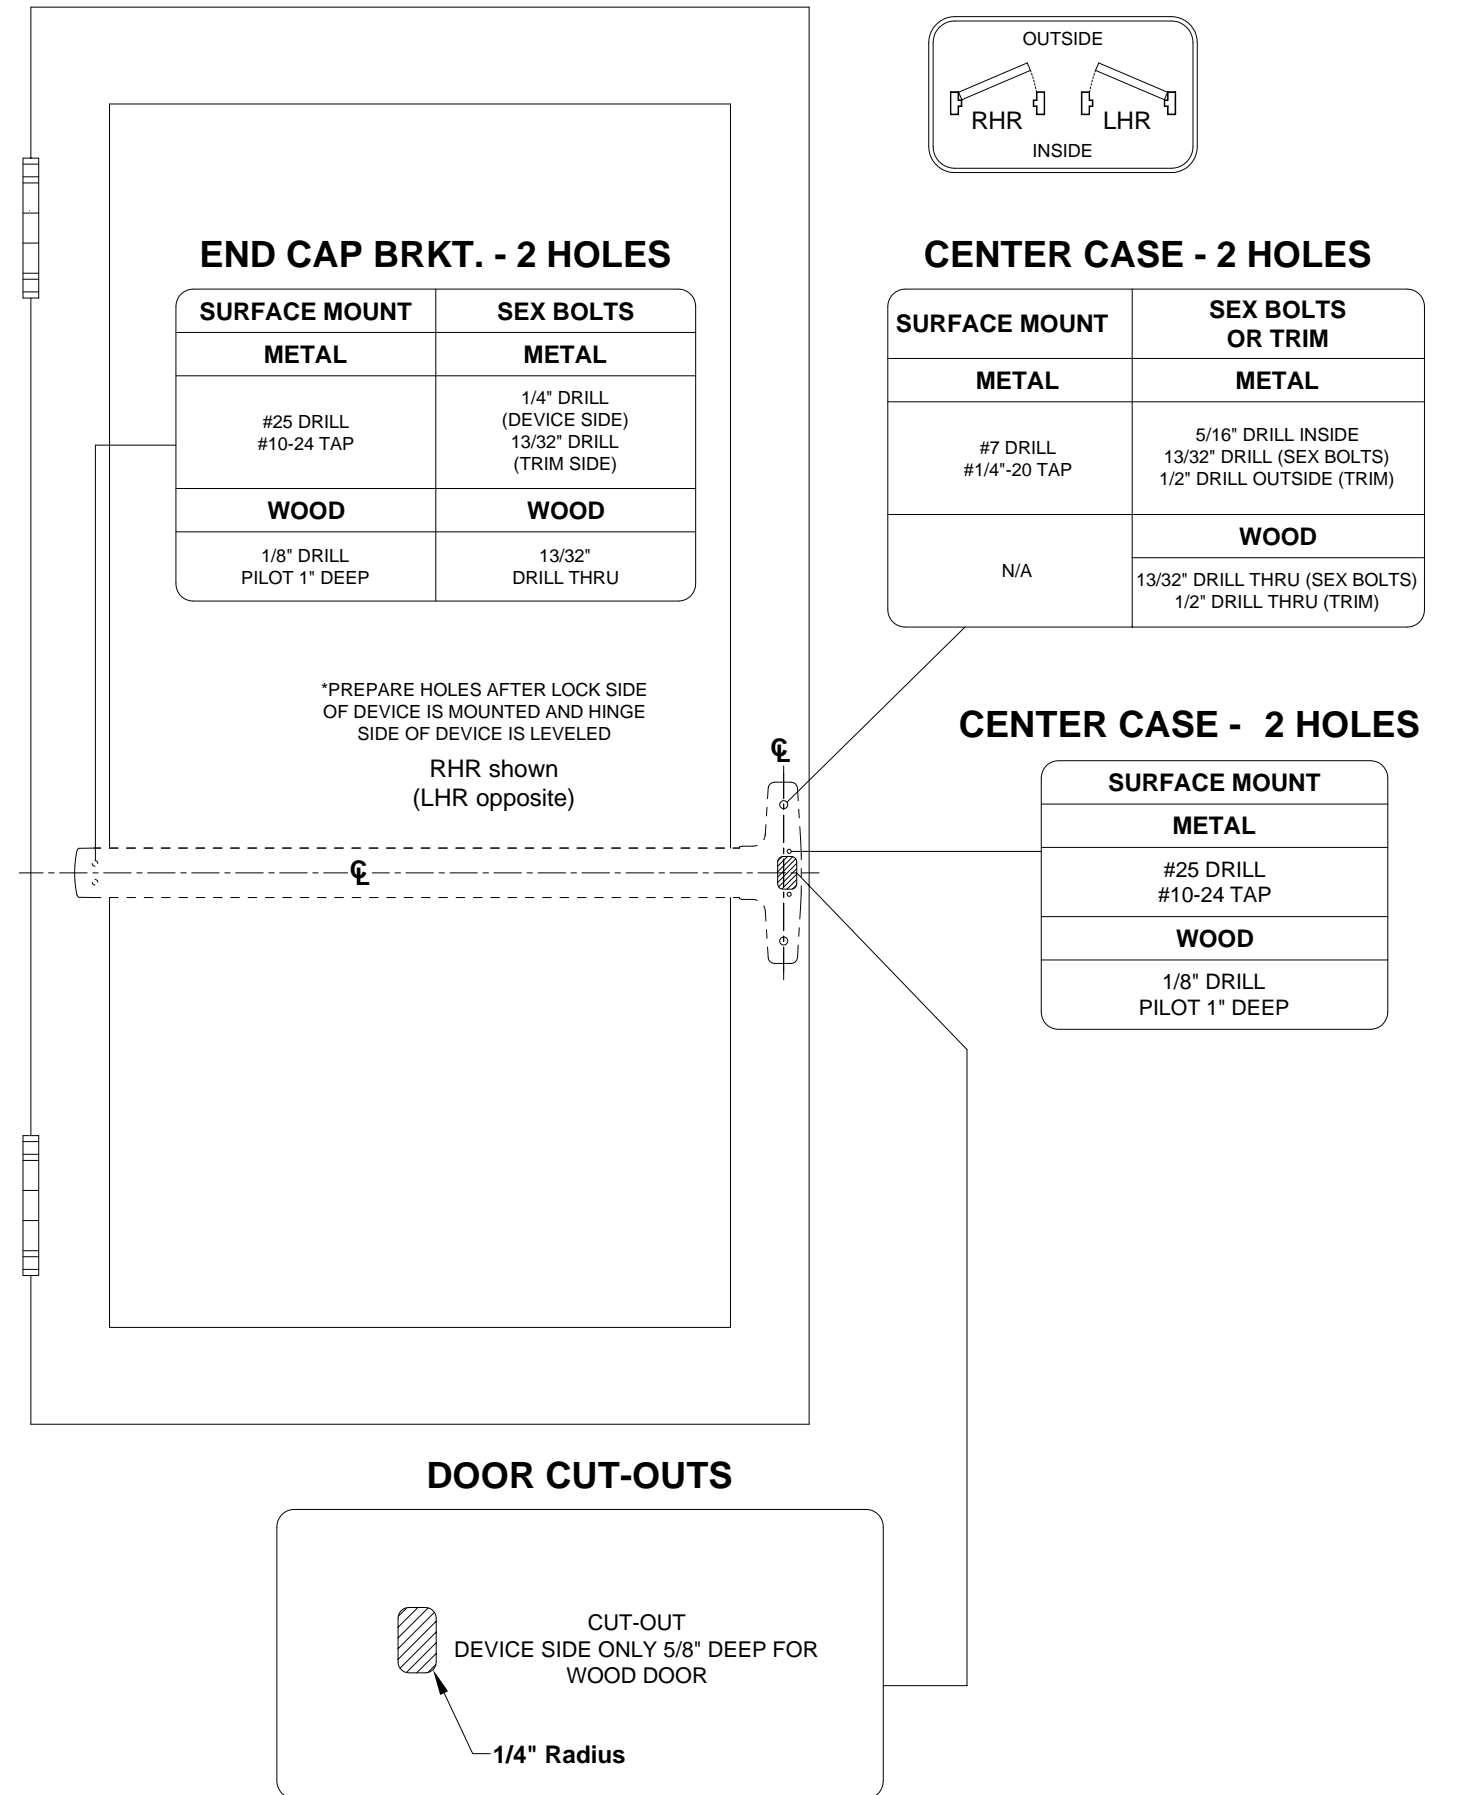 OUTSIDE
RHR
LHR
INSIDE
END CAP BRKT. - 2 HOLES
SURFACE MOUNT
SEX BOLTS
METAL
METAL
#25 DRILL
#10-24 TAP
1/4" DRILL
(DEVICE SIDE)
13/32" DRILL
(TRIM SIDE)
WOOD
WOOD
1/8" DRILL
PILOT 1" DEEP
13/32"
DRILL THRU
CENTER CASE - 2 HOLES
SURFACE MOUNT
SEX BOLTS
OR TRIM
METAL
METAL
#7 DRILL
#1/4"-20 TAP
5/16" DRILL INSIDE
13/32" DRILL (SEX BOLTS)
1/2" DRILL OUTSIDE (TRIM)
N/A
WOOD
13/32" DRILL THRU (SEX BOLTS)
1/2" DRILL THRU (TRIM)
*PREPARE HOLES AFTER LOCK SIDE
OF DEVICE IS MOUNTED AND HINGE
SIDE OF DEVICE IS LEVELED
RHR shown
(LHR opposite)
℄
℄
CENTER CASE - 2 HOLES
SURFACE MOUNT
METAL
#25 DRILL
#10-24 TAP
WOOD
1/8" DRILL
PILOT 1" DEEP
DOOR CUT-OUTS
CUT-OUT
DEVICE SIDE ONLY 5/8" DEEP FOR
WOOD DOOR
1/4" Radius